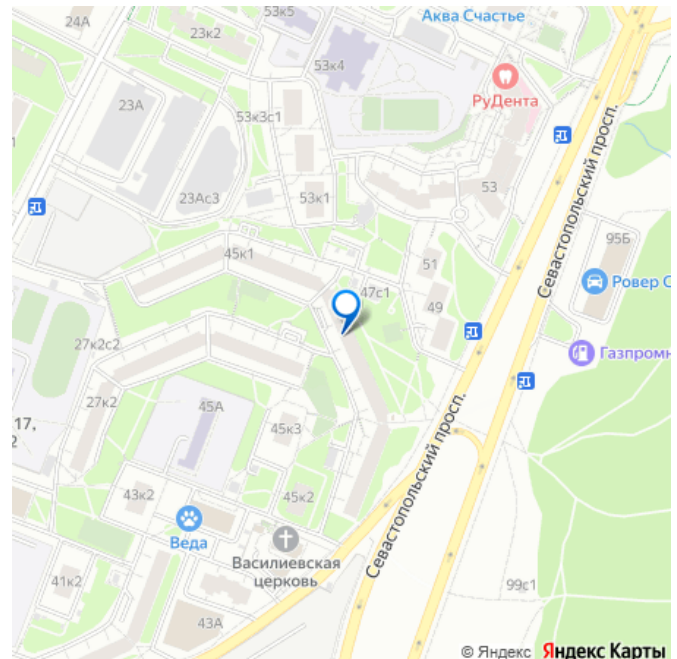 24А
23к2
53к5
Аква Счастье
53к4
РуДента
23А
53к3с1
Севастопольский просп.
53
23Ас3
53к1
95Б
45к1
51
Ровер С
47с1
49
27к2с2
Газпромн
27к2
45А
17,
2
45к3
Севастопольский просп.
43к2
45к2
Веда
Василиевская
церковь
41к2
99с1
43А
© Яндекс Яндекс Карты